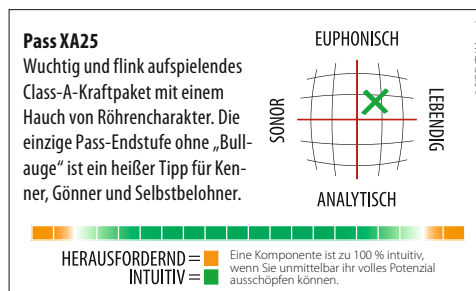 Pass XA25
Wuchtig und flink aufspielendes
Class-A-Kraftpaket mit einem
Hauch von Röhrencharakter. Die
einzige Pass-Endstufe ohne „Bull-
auge“ ist ein heißer Tipp für Ken-
ner, Gönner und Selbstbelohner.
EUPHONISCH
SONOR
LEBENDIG
ANALYTISCH
HERAUSFORDERND =
INTUITIV =
Eine Komponente ist zu 100 % intuitiv,
wenn Sie unmittelbar ihr volles Potenzial
ausschöpfen können.